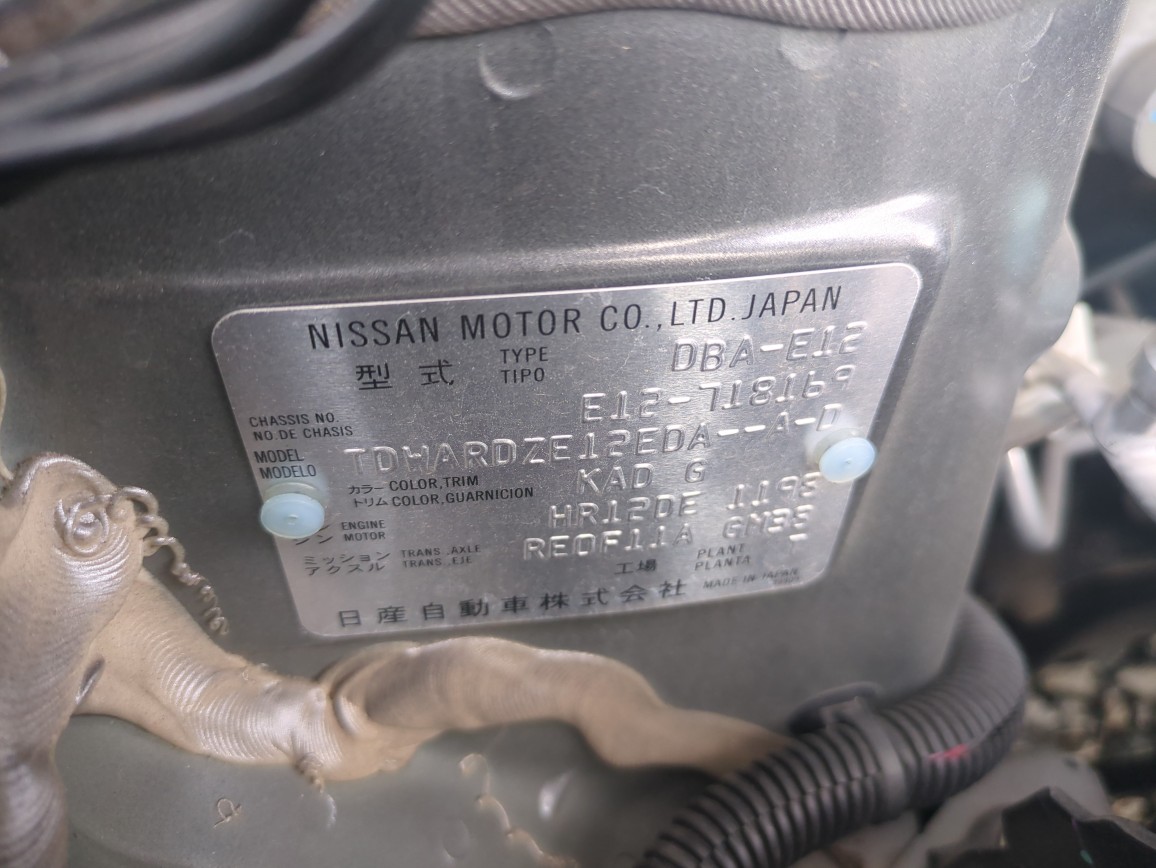 NISSAN MOTOR CO.,LTD.JAPAN
型式 TYPE TIPO DBA-E12
CHASSIS NO. NO.DE CHASIS E12-718169
MODEL MODELO TDWARDZE12EDA--A-D
カラー COLOR,TRIM トリム COLOR,GUARNICION KAD G
ENGINE MOTOR HR12DE 1198
ミッション アクスル TRANS.,AXLE TRANS.,EJE RE0F11A GM35
工場 PLANT PLANTA
日産自動車株式会社 MADE IN JAPAN